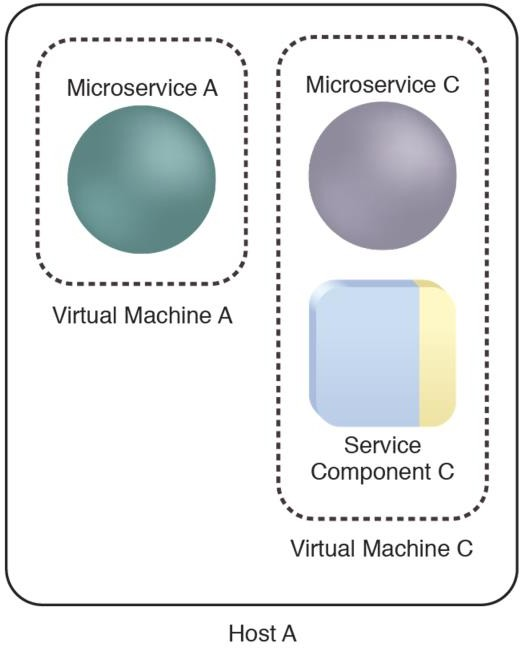 Microservice A
Virtual Machine A
Microservice C
Service
Component C
Virtual Machine C
Host A